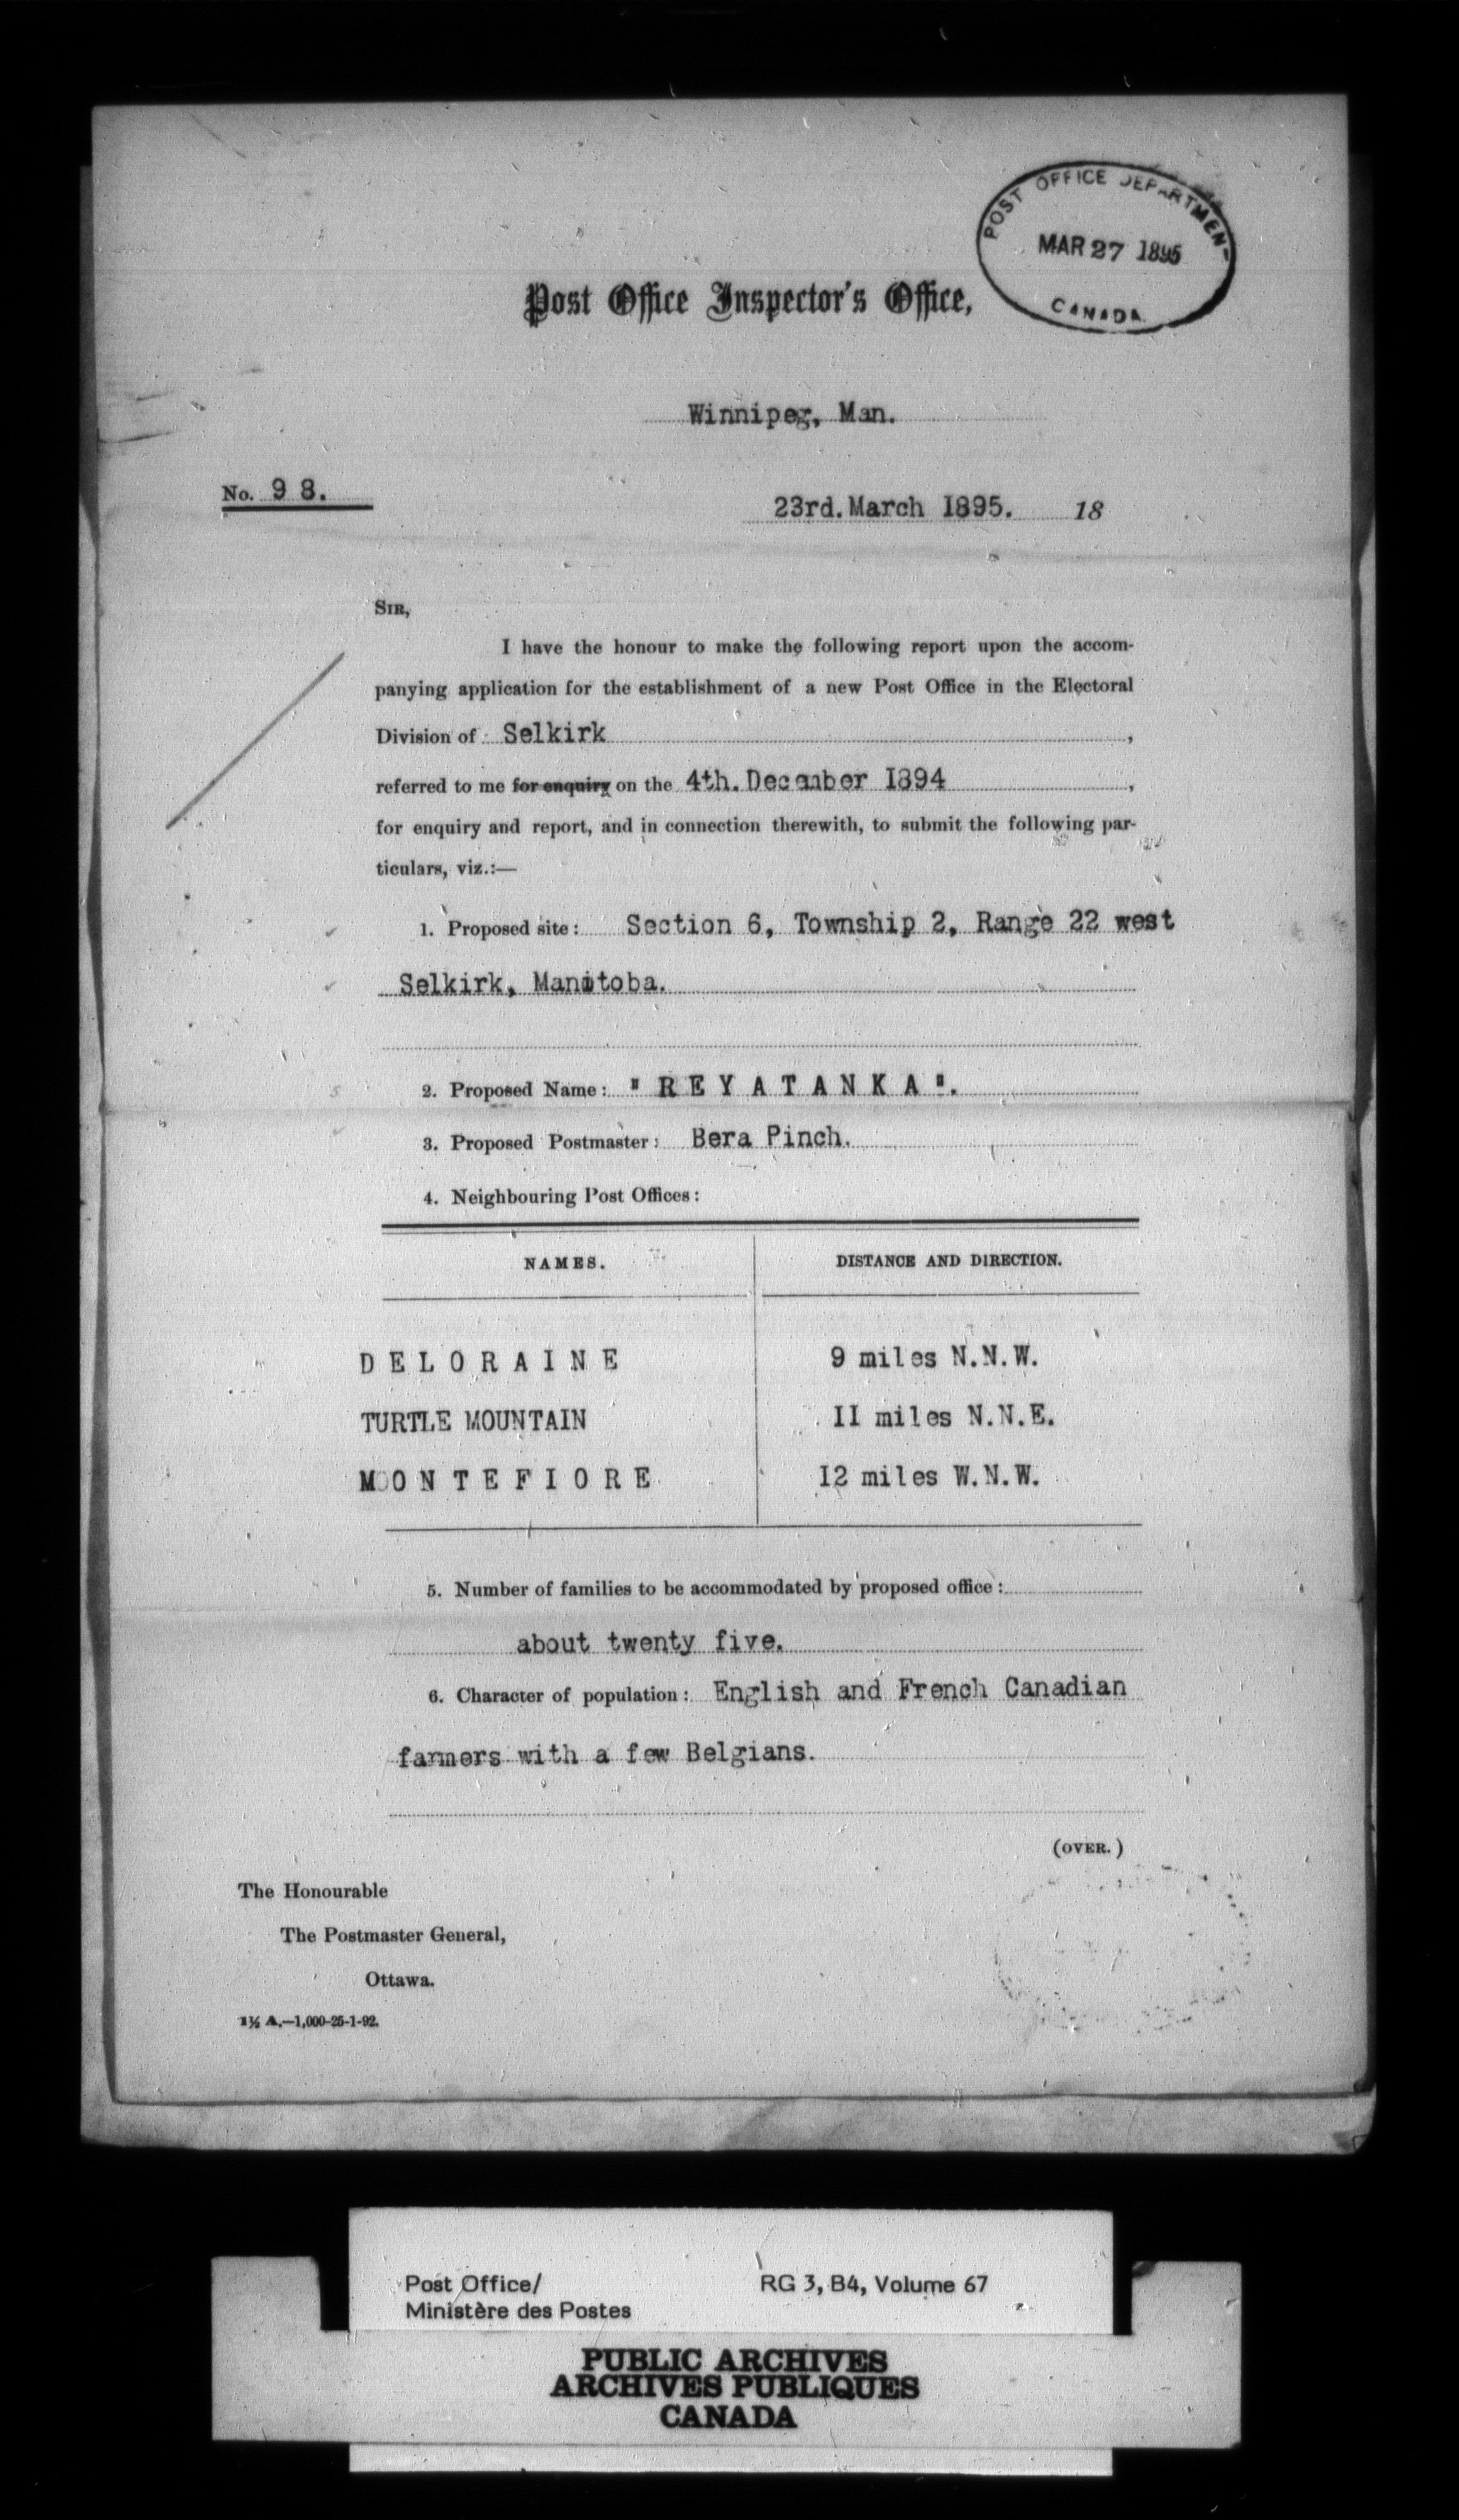 POST OFFICE DEPARTMEN
MAR 27 1895
CANADA
Post Office Inspector's Office,
Winnipeg, Man.
No. 9 8.
23rd. March 1895. 18
SIR,
I have the honour to make the following report upon the accom-
panying application for the establishment of a new Post Office in the Electoral
Division of Selkirk,
referred to me for enquiry on the 4th. December 1894,
for enquiry and report, and in connection therewith, to submit the following par-
ticulars, viz.:—
1. Proposed site: Section 6, Township 2, Range 22 west
Selkirk, Manitoba.
2. Proposed Name: "R E Y A T A N K A".
3. Proposed Postmaster: Bera Pinch.
4. Neighbouring Post Offices:
NAMES. DISTANCE AND DIRECTION.
D E L O R A I N E 9 miles N.N.W.
TURTLE MOUNTAIN 11 miles N.N.E.
M O N T E F I O R E 12 miles W.N.W.
5. Number of families to be accommodated by proposed office:
about twenty five.
6. Character of population: English and French Canadian
farmers with a few Belgians.
(OVER.)
The Honourable
The Postmaster General,
Ottawa.
1½ A.—1,000-25-1-92.
Post Office/ RG 3, B4, Volume 67
Ministère des Postes
PUBLIC ARCHIVES
ARCHIVES PUBLIQUES
CANADA